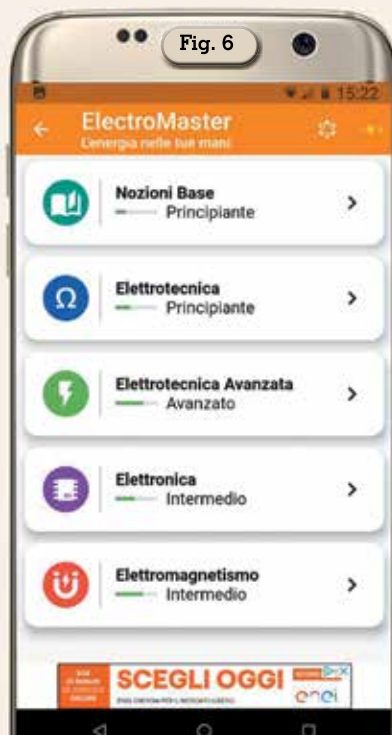 Fig. 6
15:22
ElectroMaster
L'energia nelle tue mani
Nozioni Base
Principiante
Elettrotecnica
Principiante
Ω
Elettrotecnica Avanzata
Avanzato
Elettronica
Intermedio
Elettromagnetismo
Intermedio
SCEGLI OGGI
enel